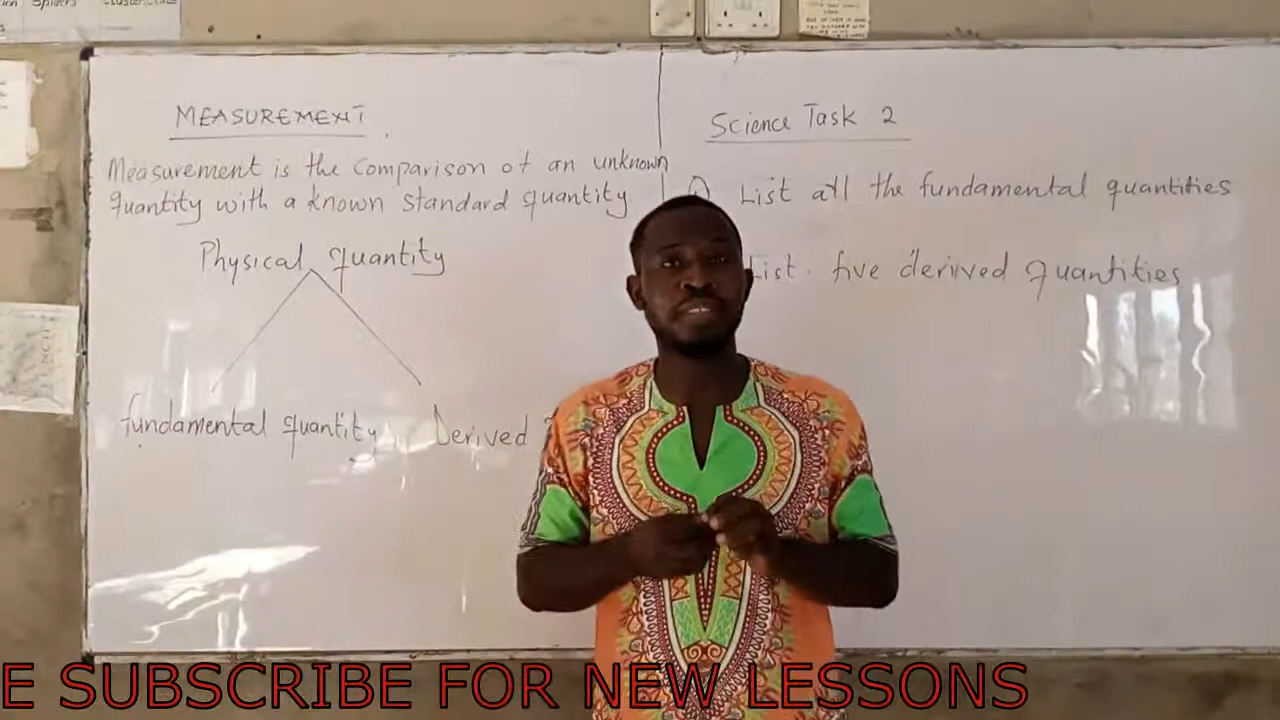 Spiders
MEASUREMENT
Measurement is the comparison of an unknown
quantity with a known standard quantity
Physical quantity
fundamental quantity, Derived
Science Task 2
List all the fundamental quantities
List five derived quantities
E SUBSCRIBE FOR NEW LESSONS